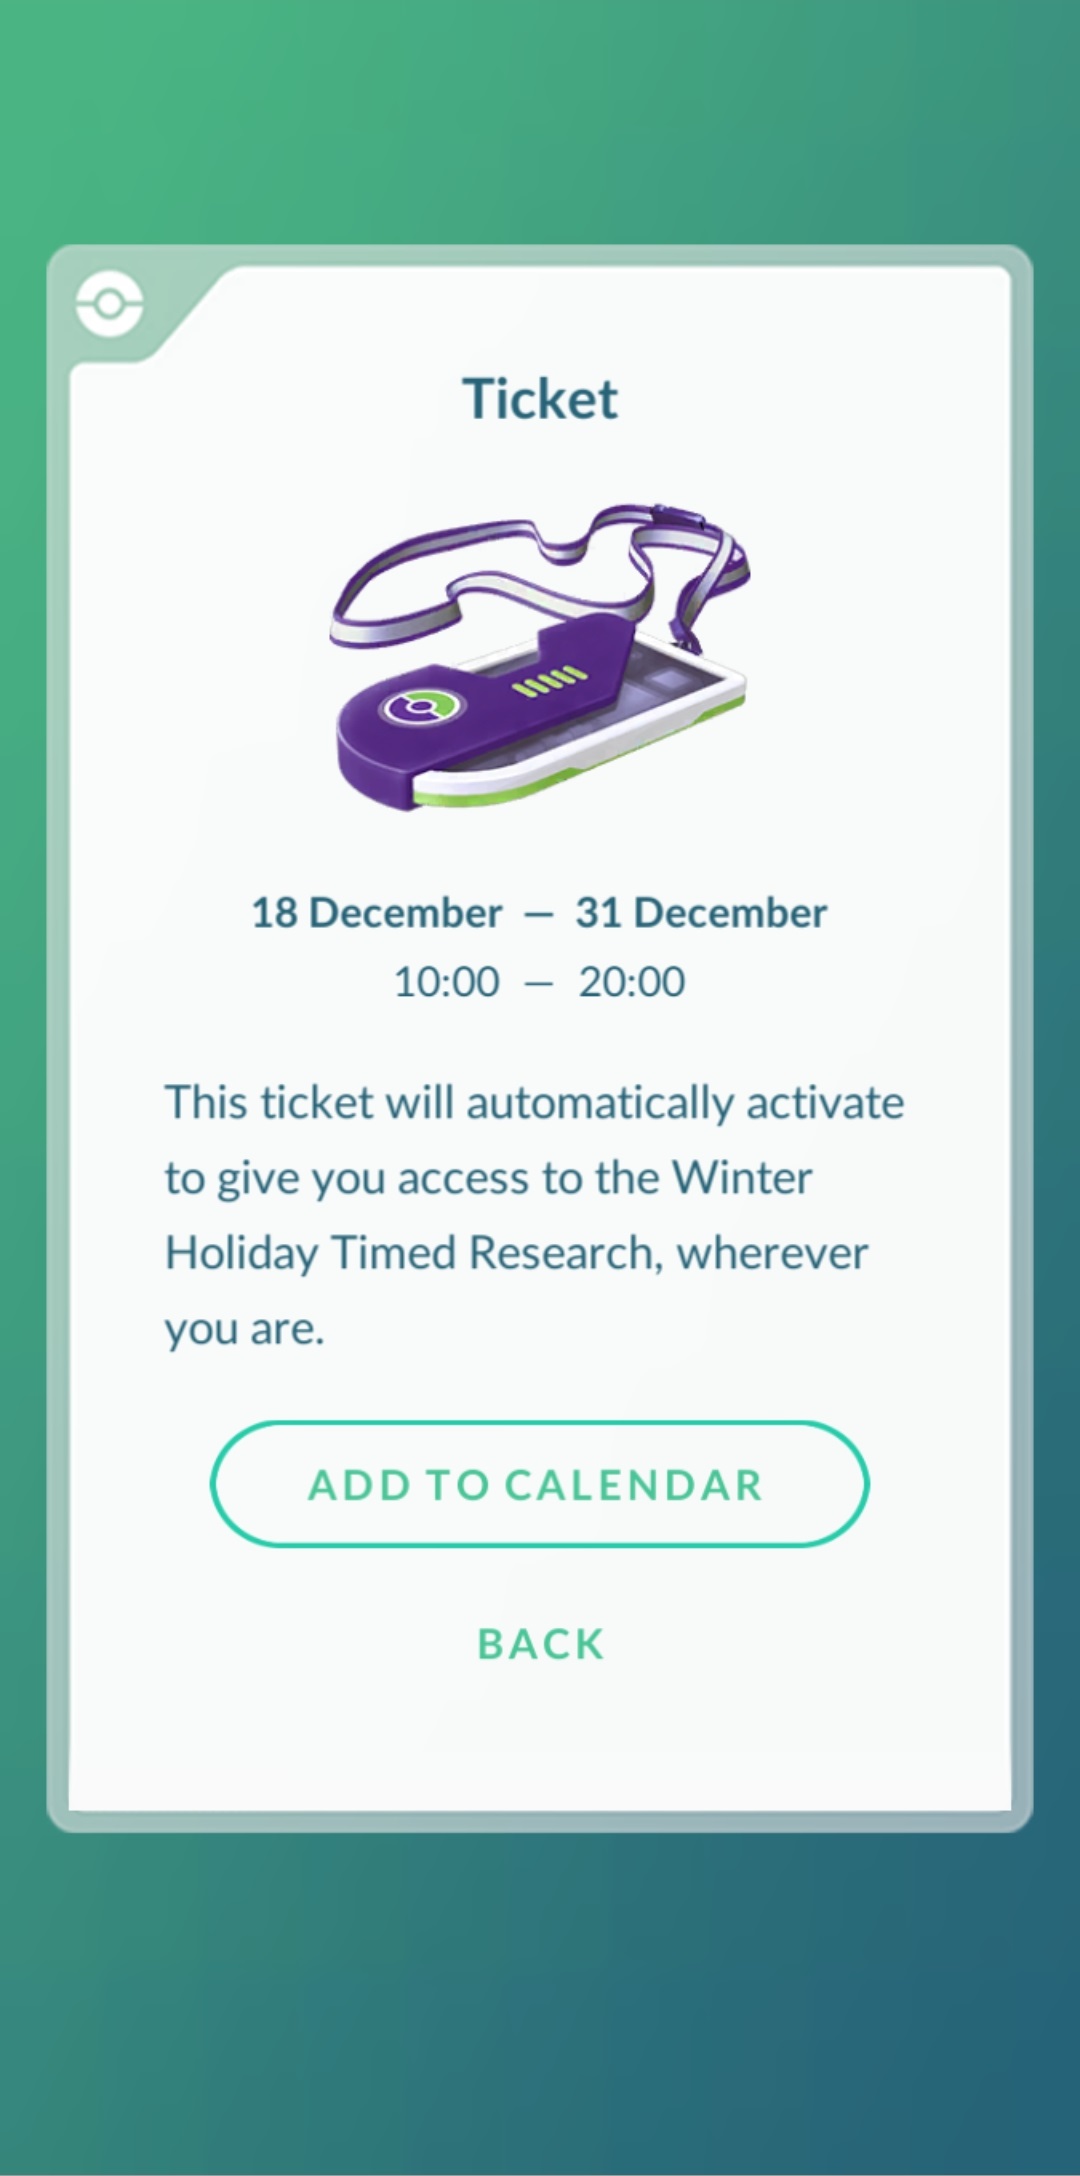 Ticket
18 December — 31 December
10:00 — 20:00
This ticket will automatically activate
to give you access to the Winter
Holiday Timed Research, wherever
you are.
ADD TO CALENDAR
BACK